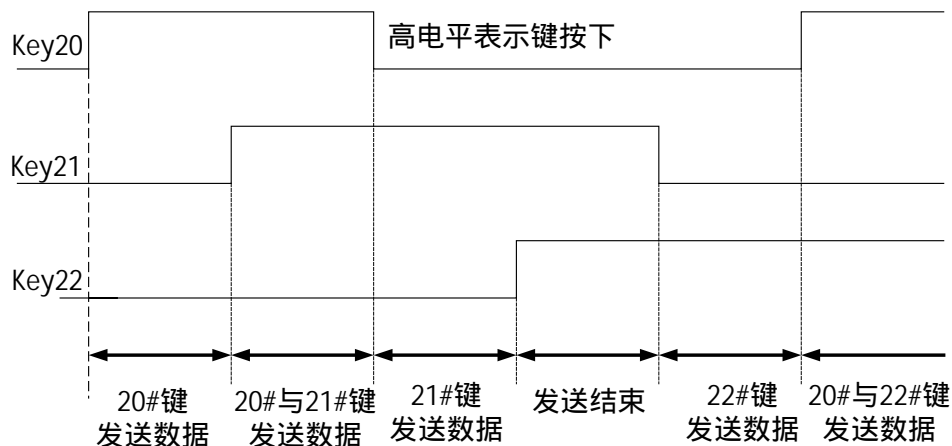 Key20
高电平表示键按下
Key21
Key22
20#键
发送数据
20#与21#键
发送数据
21#键
发送数据
发送结束
22#键
发送数据
20#与22#键
发送数据